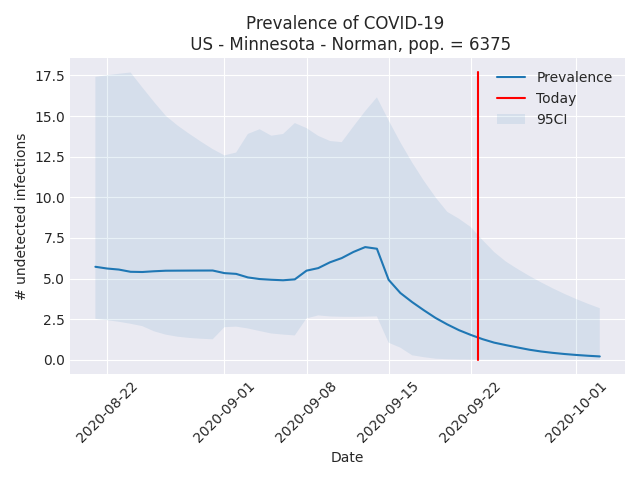 Prevalence of COVID-19
US - Minnesota - Norman, pop. = 6375
Prevalence
Today
95CI
# undetected infections
17.5
15.0
12.5
10.0
7.5
5.0
2.5
0.0
2020-08-22
2020-09-01
2020-09-08
2020-09-15
2020-09-22
2020-10-01
Date